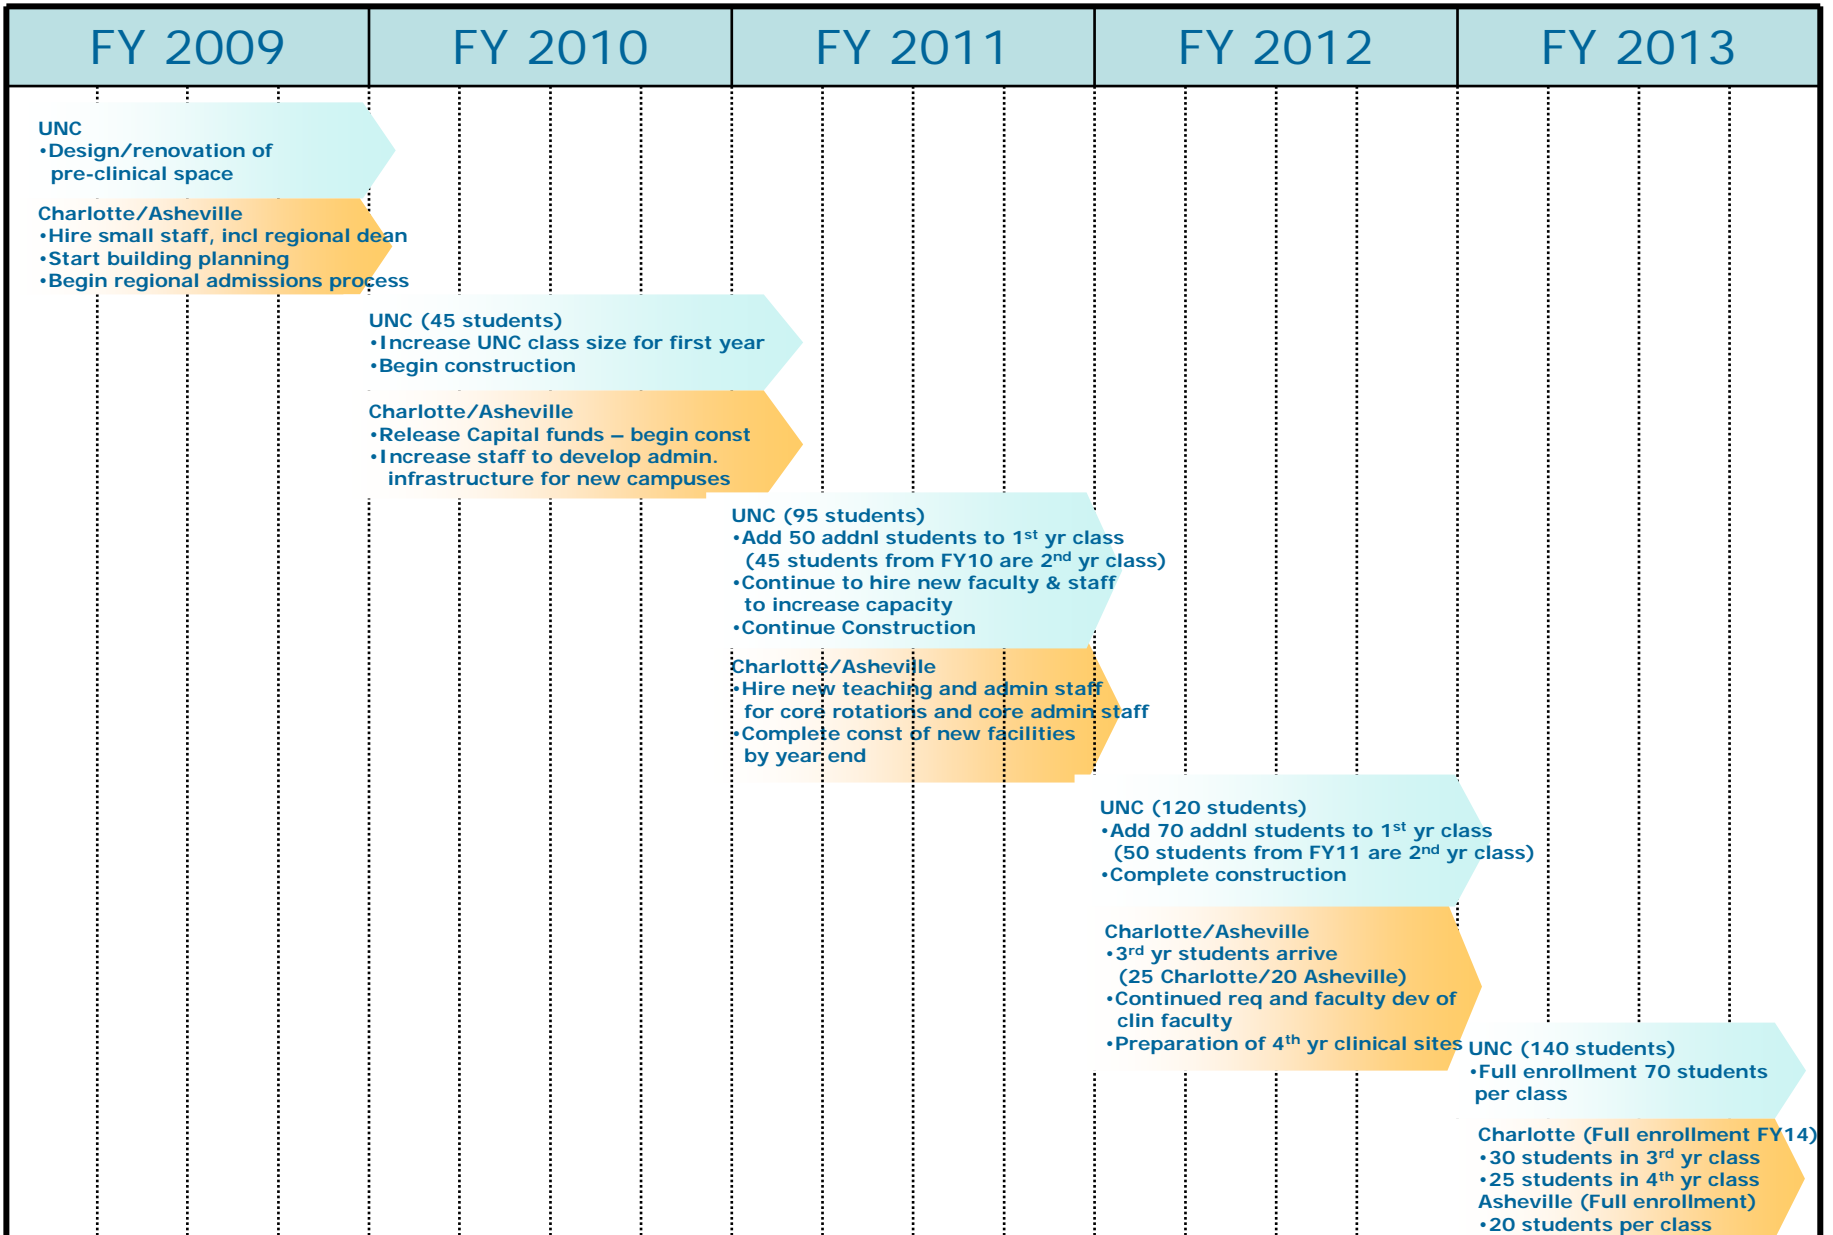 FY 2009
FY 2010
FY 2011
FY 2012
FY 2013
UNC
•Design/renovation of
pre-clinical space
Charlotte/Asheville
•Hire small staff, incl regional dean
•Start building planning
•Begin regional admissions process
UNC (45 students)
•Increase UNC class size for first year
•Begin construction
Charlotte/Asheville
•Release Capital funds – begin const
•Increase staff to develop admin.
infrastructure for new campuses
UNC (95 students)
•Add 50 addnl students to 1st yr class
(45 students from FY10 are 2nd yr class)
•Continue to hire new faculty & staff
to increase capacity
•Continue Construction
Charlotte/Asheville
•Hire new teaching and admin staff
for core rotations and core admin staff
•Complete const of new facilities
by year end
UNC (120 students)
•Add 70 addnl students to 1st yr class
(50 students from FY11 are 2nd yr class)
•Complete construction
Charlotte/Asheville
•3rd yr students arrive
(25 Charlotte/20 Asheville)
•Continued req and faculty dev of
clin faculty
•Preparation of 4th yr clinical sites
UNC (140 students)
•Full enrollment 70 students
per class
Charlotte (Full enrollment FY14)
•30 students in 3rd yr class
•25 students in 4th yr class
Asheville (Full enrollment)
•20 students per class